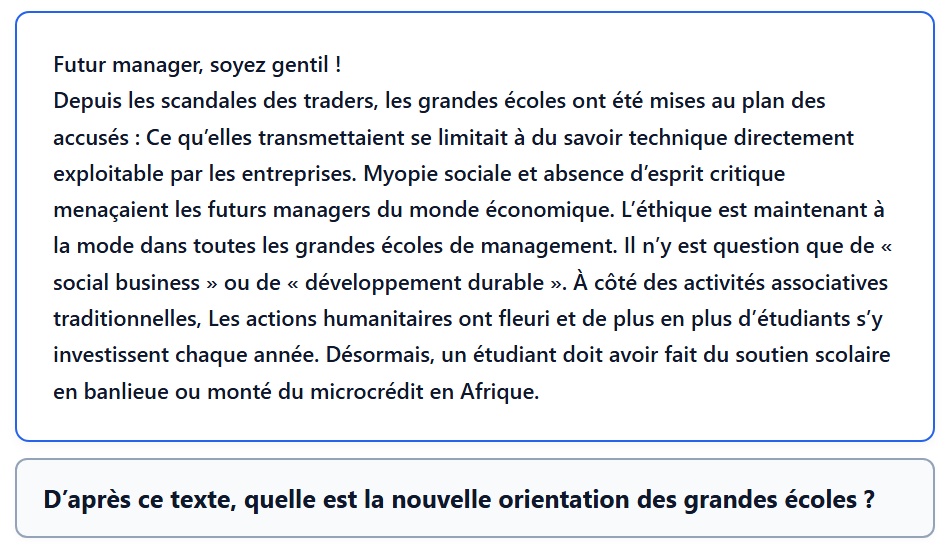 Futur manager, soyez gentil !
Depuis les scandales des traders, les grandes écoles ont été mises au plan des
accusés : Ce qu’elles transmettaient se limitait à du savoir technique directement
exploitable par les entreprises. Myopie sociale et absence d’esprit critique
menaçaient les futurs managers du monde économique. L’éthique est maintenant à
la mode dans toutes les grandes écoles de management. Il n’y est question que de «
social business » ou de « développement durable ». À côté des activités associatives
traditionnelles, Les actions humanitaires ont fleuri et de plus en plus d’étudiants s’y
investissent chaque année. Désormais, un étudiant doit avoir fait du soutien scolaire
en banlieue ou monté du microcrédit en Afrique.
D’après ce texte, quelle est la nouvelle orientation des grandes écoles ?